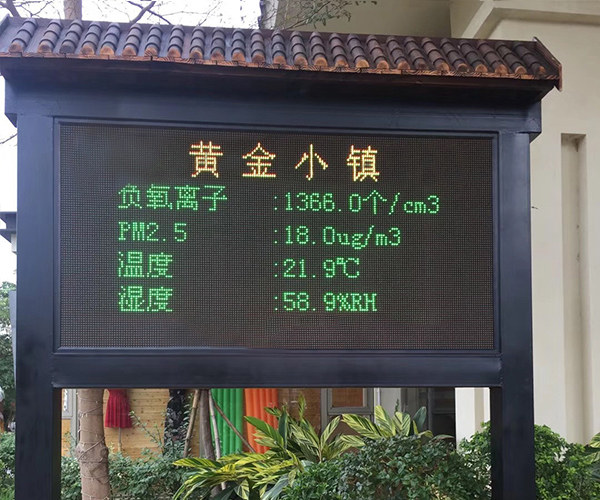 黄金小镇
负氧离子 :1366.0个/cm3
PM2.5 :18.0ug/m3
温度 :21.9℃
湿度 :58.9%RH